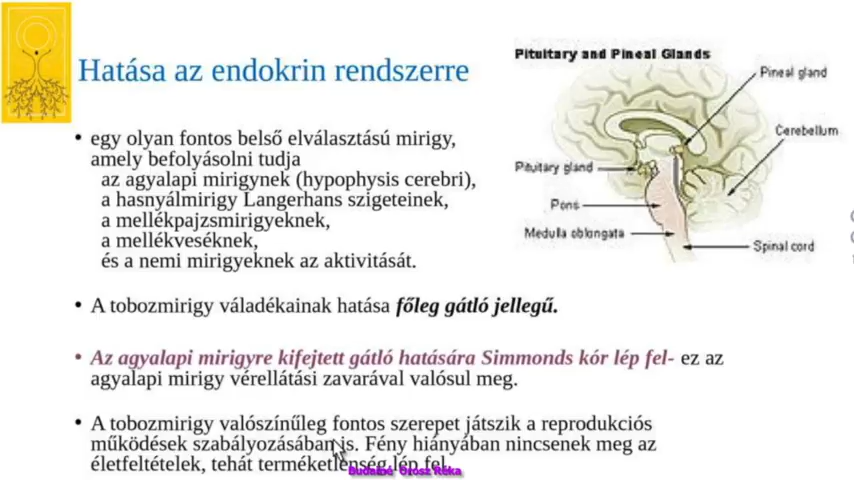 Hatása az endokrin rendszerre
• egy olyan fontos belső elválasztású mirigy,
amely befolyásolni tudja
az agyalapi mirigynek (hypophysis cerebri),
a hasnyálmirigy Langerhans szigeteinek,
a mellékpajzsmirigyeknek,
a mellékveséknek,
és a nemi mirigyeknek az aktivitását.
• A tobozmirigy váladékainak hatása főleg gátló jellegű.
• Az agyalapi mirigyre kifejtett gátló hatására Simmonds kór lép fel- ez az
agyalapi mirigy vérellátási zavarával valósul meg.
• A tobozmirigy valószínűleg fontos szerepet játszik a reprodukciós
működések szabályozásában is. Fény hiányában nincsenek meg az
életfeltételek, tehát terméketlenség lép fel.
Pituitary and Pineal Glands
Pineal gland
Cerebellum
Pituitary gland
Pons
Medulla oblongata
Spinal cord
Orosz Réka